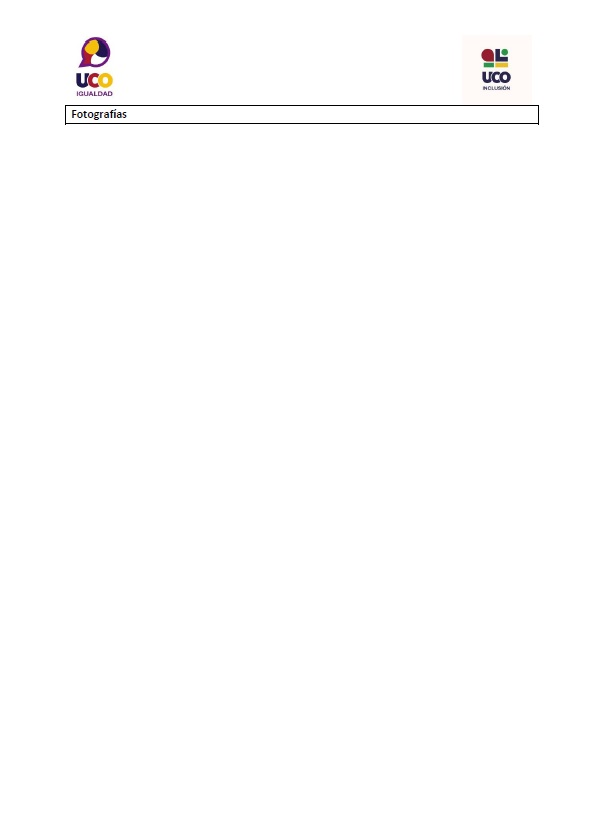 UCO
IGUALDAD
UCO
INCLUSIÓN
Fotografías